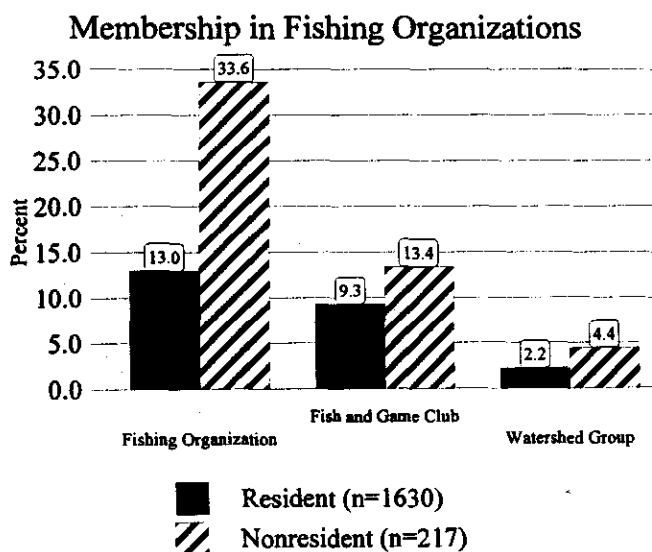 Membership in Fishing Organizations
35.0
30.0
25.0
20.0
15.0
10.0
5.0
0.0
Percent
33.6
13.0
9.3
13.4
2.2
4.4
Fishing Organization
Fish and Game Club
Watershed Group
Resident (n=1630)
Nonresident (n=217)